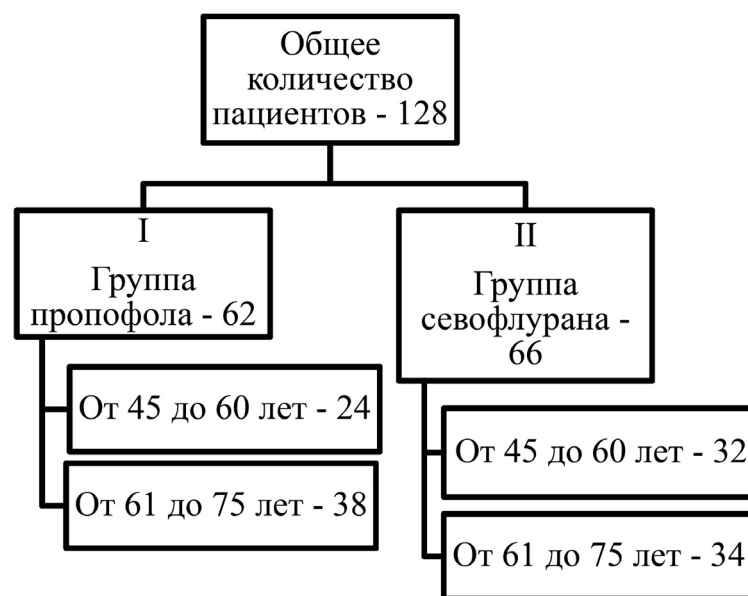 Общее
количество
пациентов - 128
I
Группа
пропофола - 62
От 45 до 60 лет - 24
От 61 до 75 лет - 38
II
Группа
севофлурана -
66
От 45 до 60 лет - 32
От 61 до 75 лет - 34